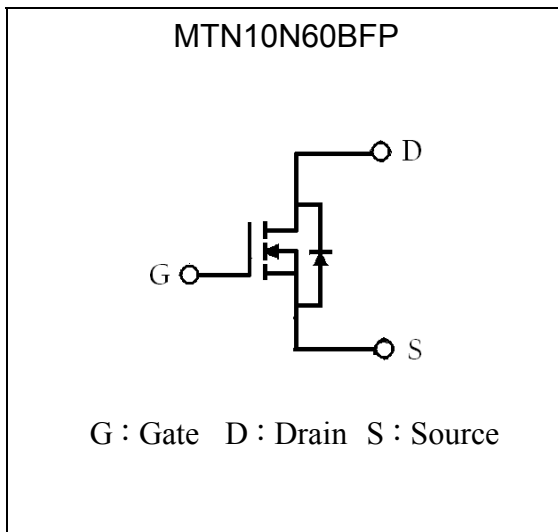 MTN10N60BFP
D
G
S
G：Gate D：Drain S：Source